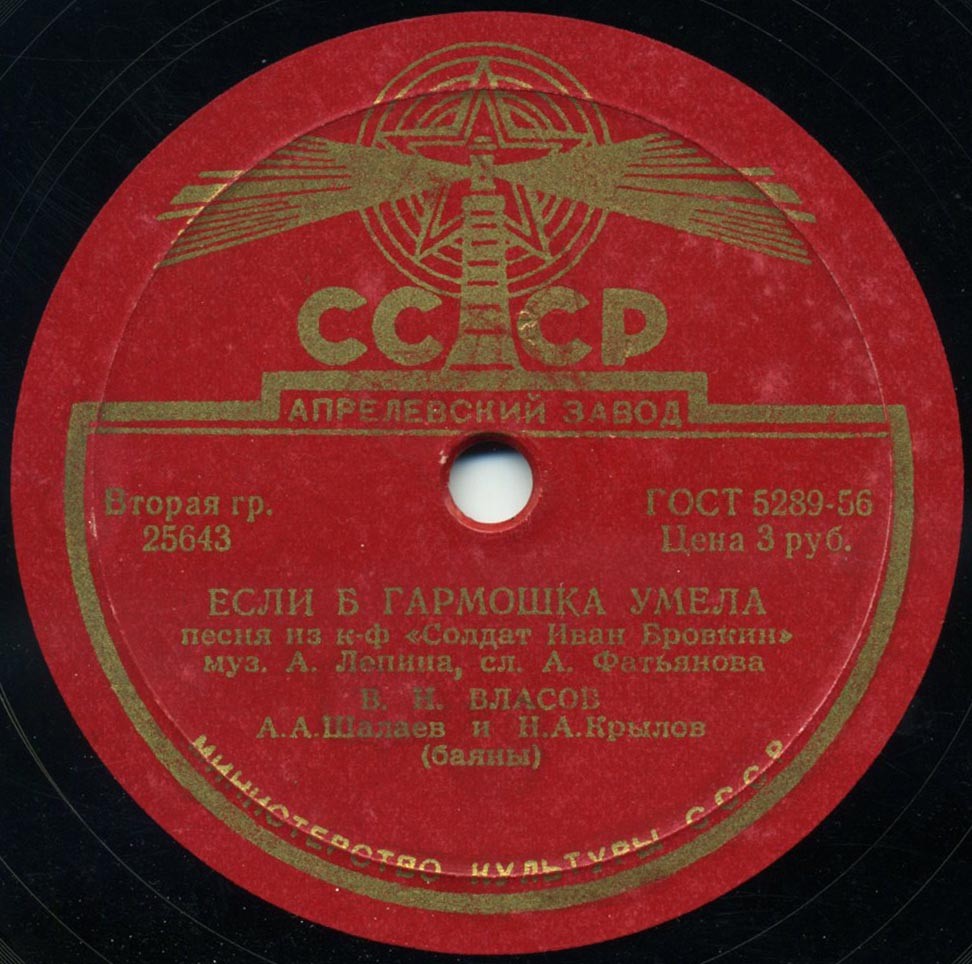 СССР
АПРЕЛЕВСКИЙ ЗАВОД
Вторая гр.
25643
ГОСТ 5289-56
Цена 3 руб.
ЕСЛИ Б ГАРМОШКА УМЕЛА
песня из к-ф «Солдат Иван Бровкин»
муз. А. Лепина, сл. А. Фатьянова
В. Н. ВЛАСОВ
А.А.Шалаев и Н.А.Крылов
(баяны)
МИНИСТЕРСТВО КУЛЬТУРЫ СССР